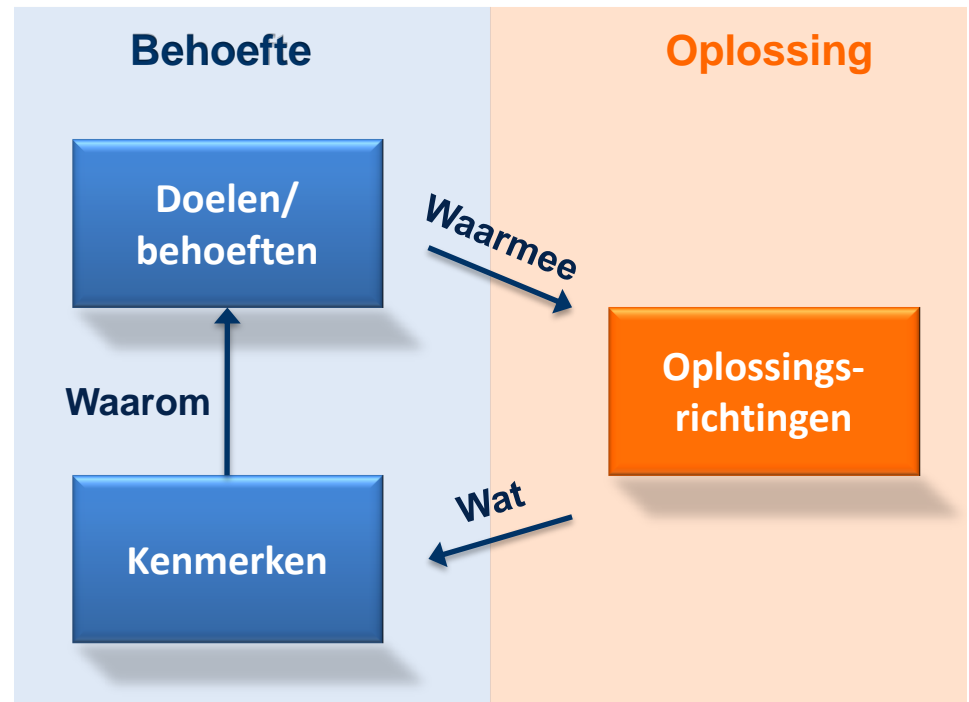 Behoefte
Oplossing
Doelen/
behoeften
Waarmee
Oplossings-
richtingen
Waarom
Wat
Kenmerken